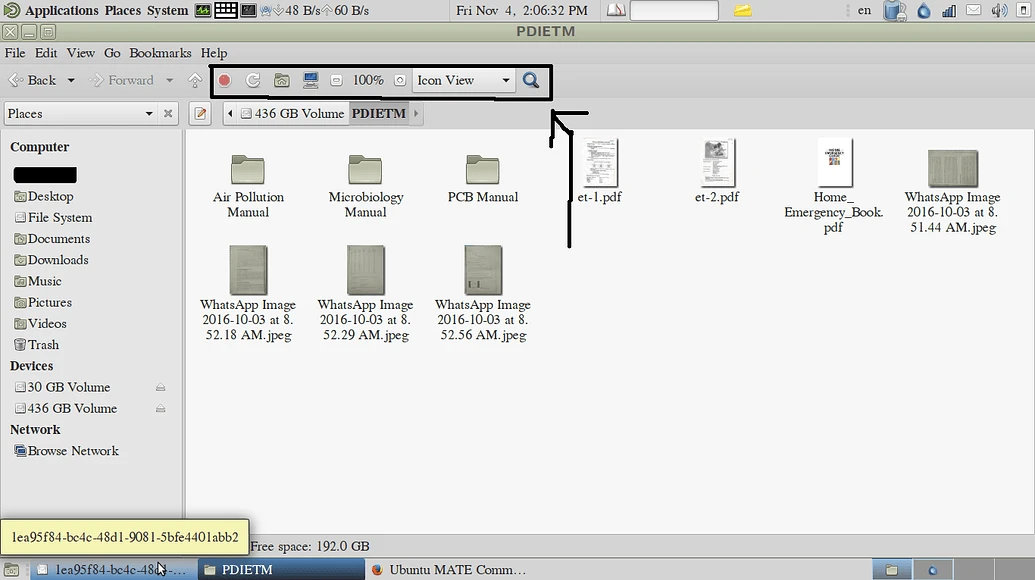 Applications Places System 48 B/s 60 B/s Fri Nov 4, 2:06:32 PM en
PDIETM
File Edit View Go Bookmarks Help
Back Forward 100% Icon View
Places 436 GB Volume PDIETM
Computer
Desktop
File System
Documents
Downloads
Music
Pictures
Videos
Trash
Devices
30 GB Volume
436 GB Volume
Network
Browse Network
Air Pollution
Manual
Microbiology
Manual
PCB Manual
et-1.pdf
et-2.pdf
Home_
Emergency_Book.
pdf
WhatsApp Image
2016-10-03 at 8.
51.44 AM.jpeg
WhatsApp Image
2016-10-03 at 8.
52.18 AM.jpeg
WhatsApp Image
2016-10-03 at 8.
52.29 AM.jpeg
WhatsApp Image
2016-10-03 at 8.
52.56 AM.jpeg
1ea95f84-bc4c-48d1-9081-5bfe4401abb2
Free space: 192.0 GB
1ea95f84-bc4c-48d1-... PDIETM Ubuntu MATE Comm...